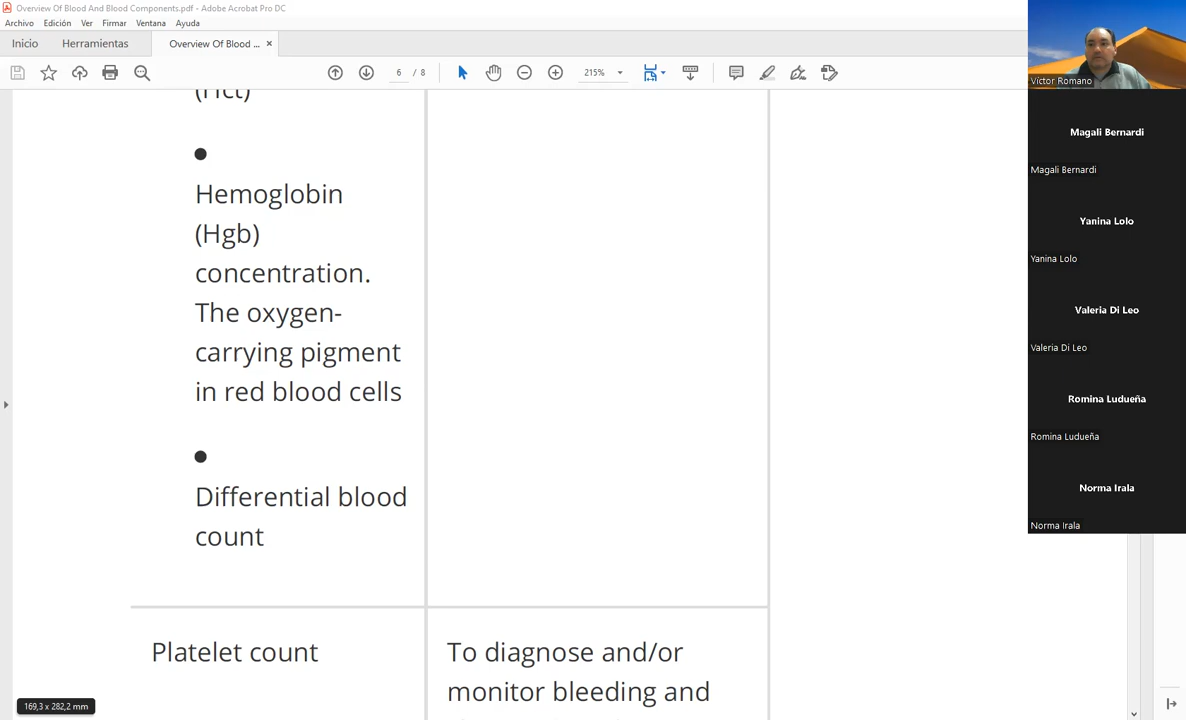 Overview Of Blood And Blood Components.pdf - Adobe Acrobat Pro DC
Archivo Edición Ver Firmar Ventana Ayuda
Inicio Herramientas Overview Of Blood ... ×
6 / 8 215%
(Hct)
Hemoglobin
(Hgb)
concentration.
The oxygen-
carrying pigment
in red blood cells
Differential blood
count
Platelet count
To diagnose and/or
monitor bleeding and
169,3 x 282,2 mm
Víctor Romano
Magali Bernardi
Magali Bernardi
Yanina Lolo
Yanina Lolo
Valeria Di Leo
Valeria Di Leo
Romina Ludueña
Romina Ludueña
Norma Irala
Norma Irala